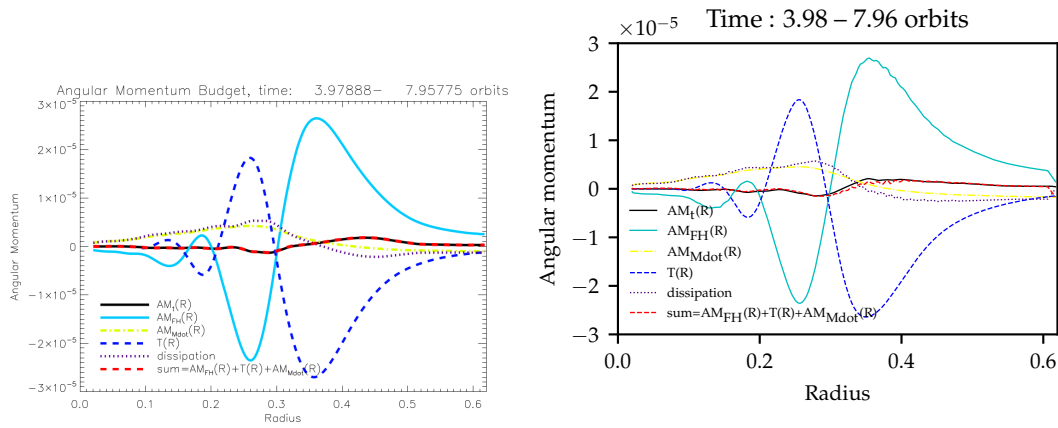 Angular Momentum Budget, time: 3.97888− 7.95775 orbits
3×10⁻⁵
2×10⁻⁵
1×10⁻⁵
0
−1×10⁻⁵
−2×10⁻⁵
−3×10⁻⁵
Angular Momentum
AMₜ(R)
AM_FH(R)
AM_Mdot(R)
T(R)
dissipation
sum=AM_FH(R)+T(R)+AM_Mdot(R)
0.0 0.1 0.2 0.3 0.4 0.5 0.6
Radius
×10⁻⁵
Time : 3.98 – 7.96 orbits
3
2
1
0
−1
−2
−3
Angular momentum
AMₜ(R)
AM_FH(R)
AM_Mdot(R)
T(R)
dissipation
sum=AM_FH(R)+T(R)+AM_Mdot(R)
0.0 0.2 0.4 0.6
Radius